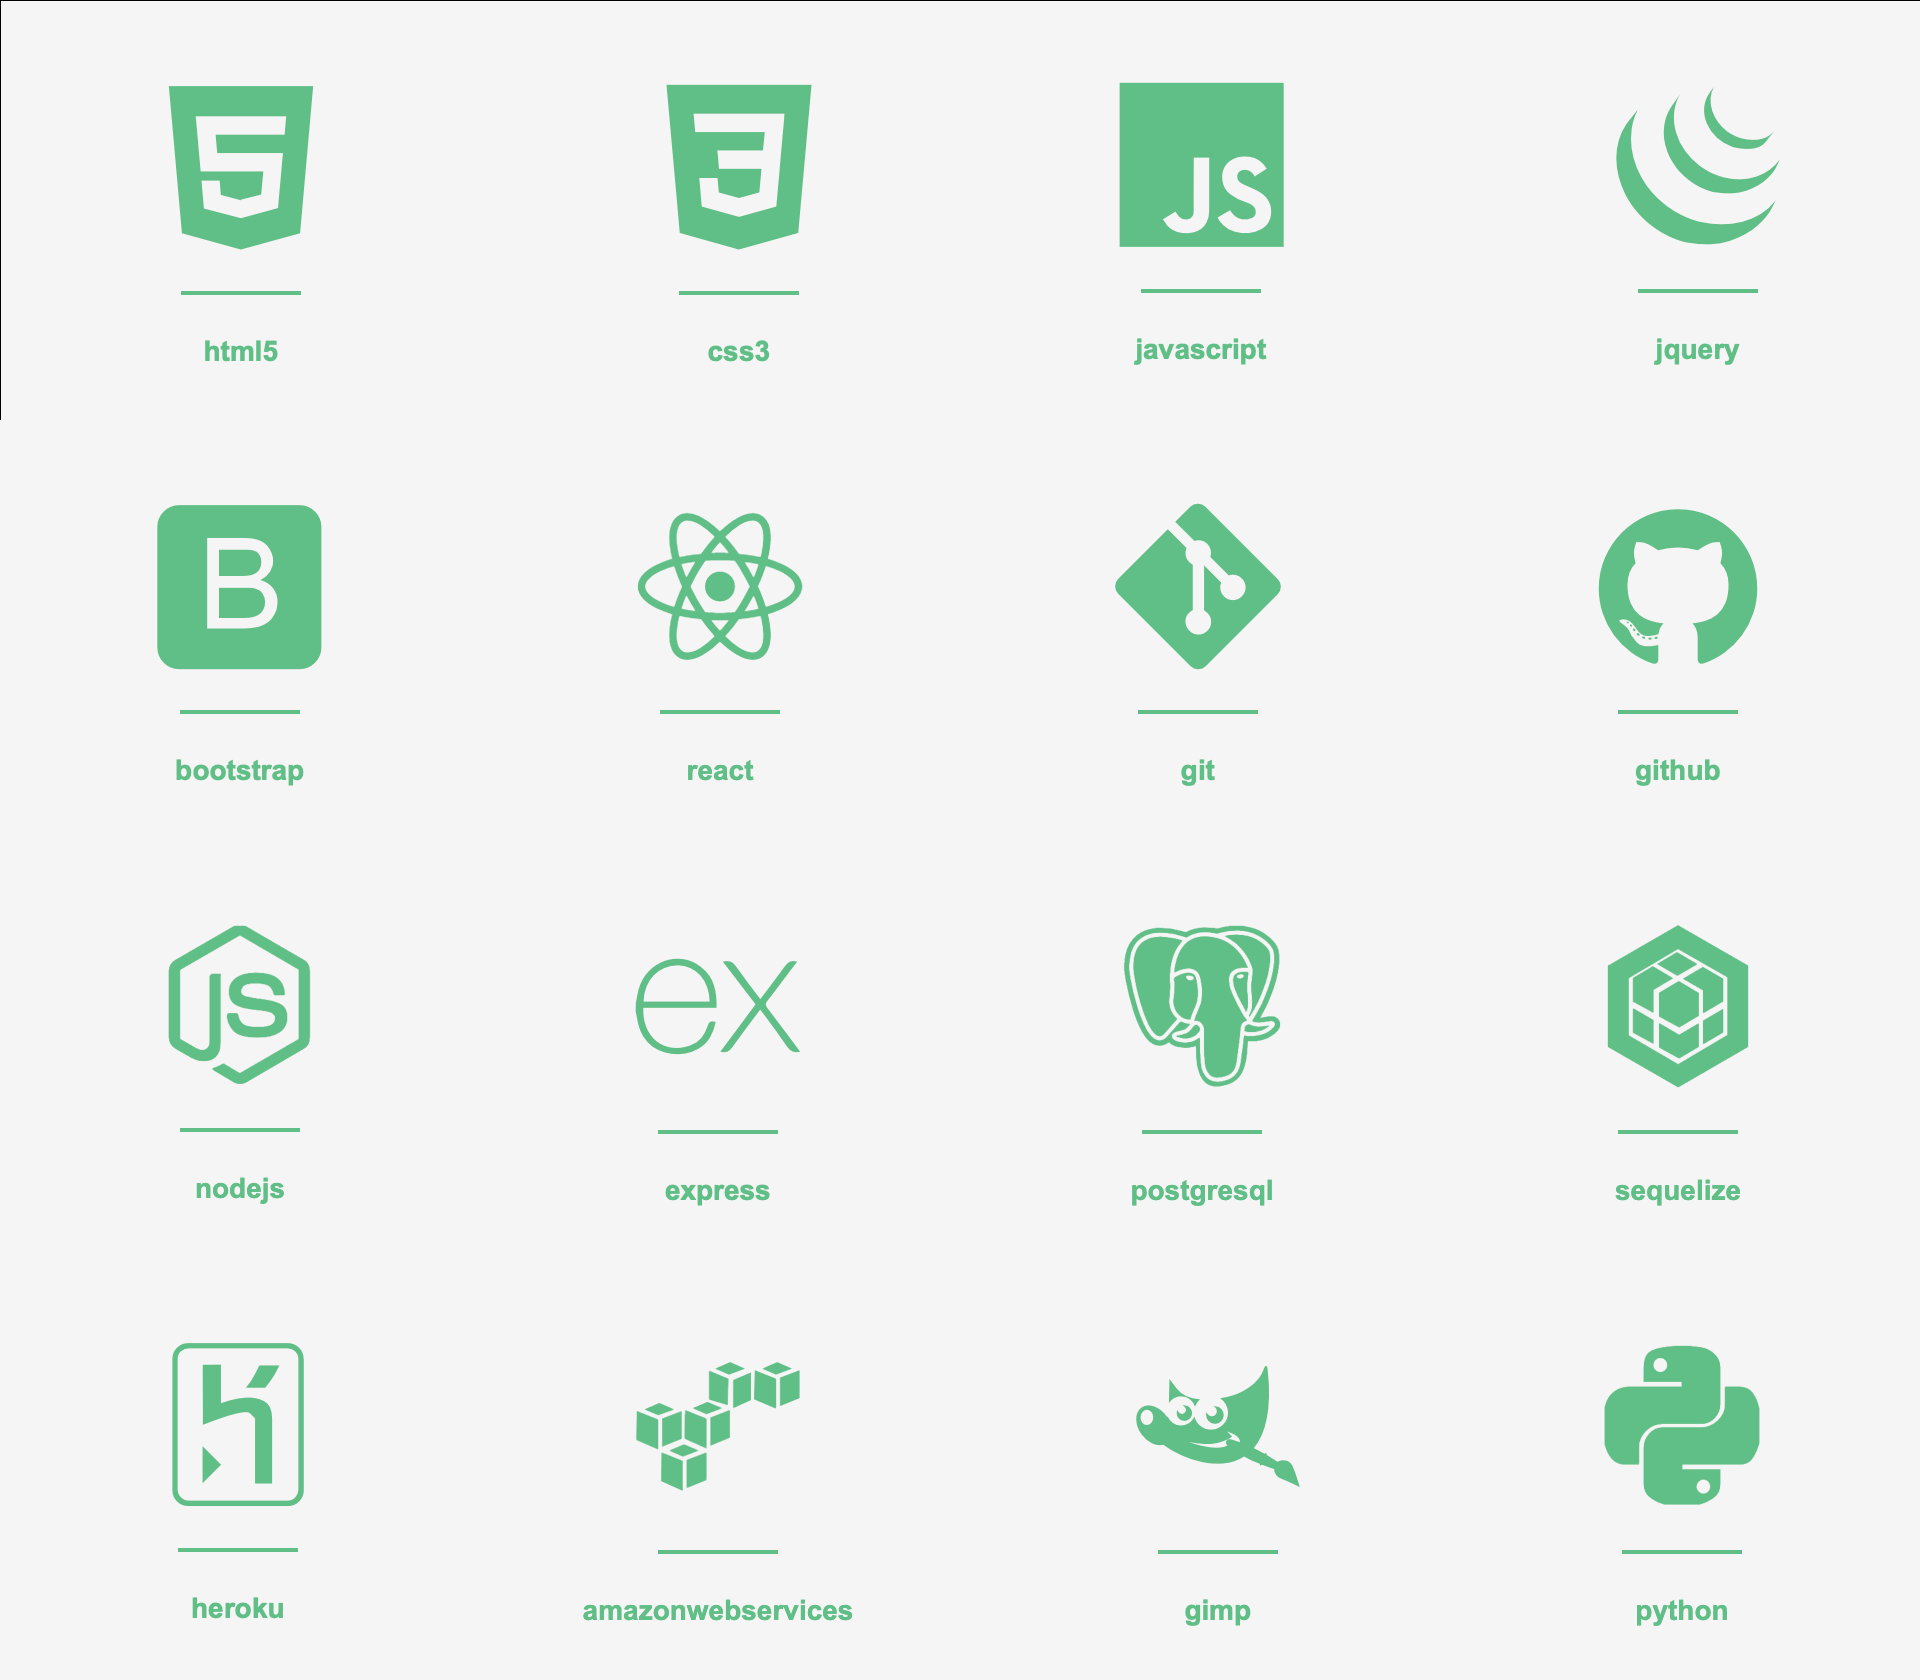 5
3
JS
html5
css3
javascript
jquery
B
bootstrap
react
git
github
JS
ex
nodejs
express
postgresql
sequelize
heroku
amazonwebservices
gimp
python